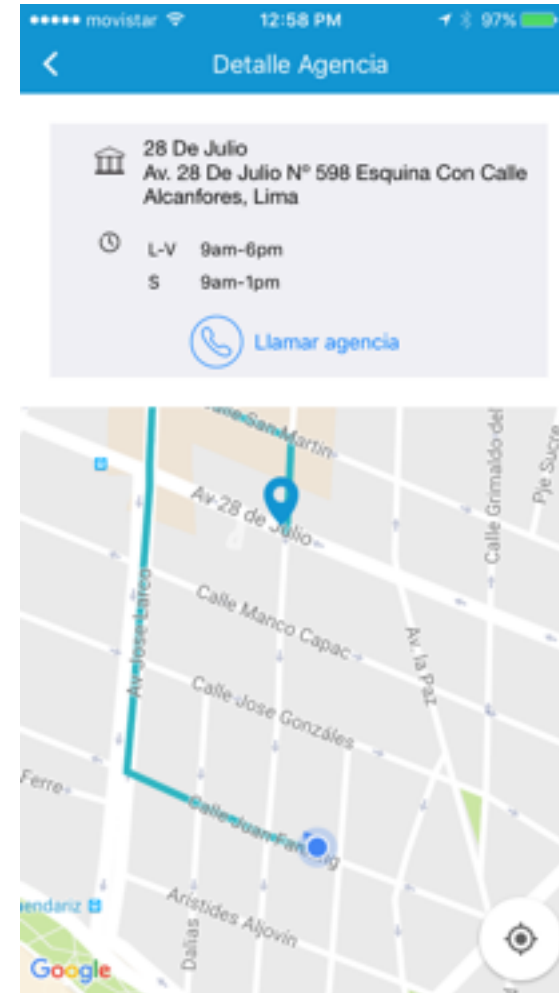 movistar 12:58 PM 97%
Detalle Agencia
28 De Julio
Av. 28 De Julio Nº 598 Esquina Con Calle
Alcanfores, Lima
L-V 9am-6pm
S 9am-1pm
Llamar agencia
Calle San Martin
Calle Grimaldo del
Pje Sucre
Av. 28 de Julio
Av. Jose Larco
Calle Manco Capac
Av. la Paz
Calle Jose Gonzáles
Ferre
Calle Juan Fanning
endariz
Aristides Aljovin
Dalias
Google